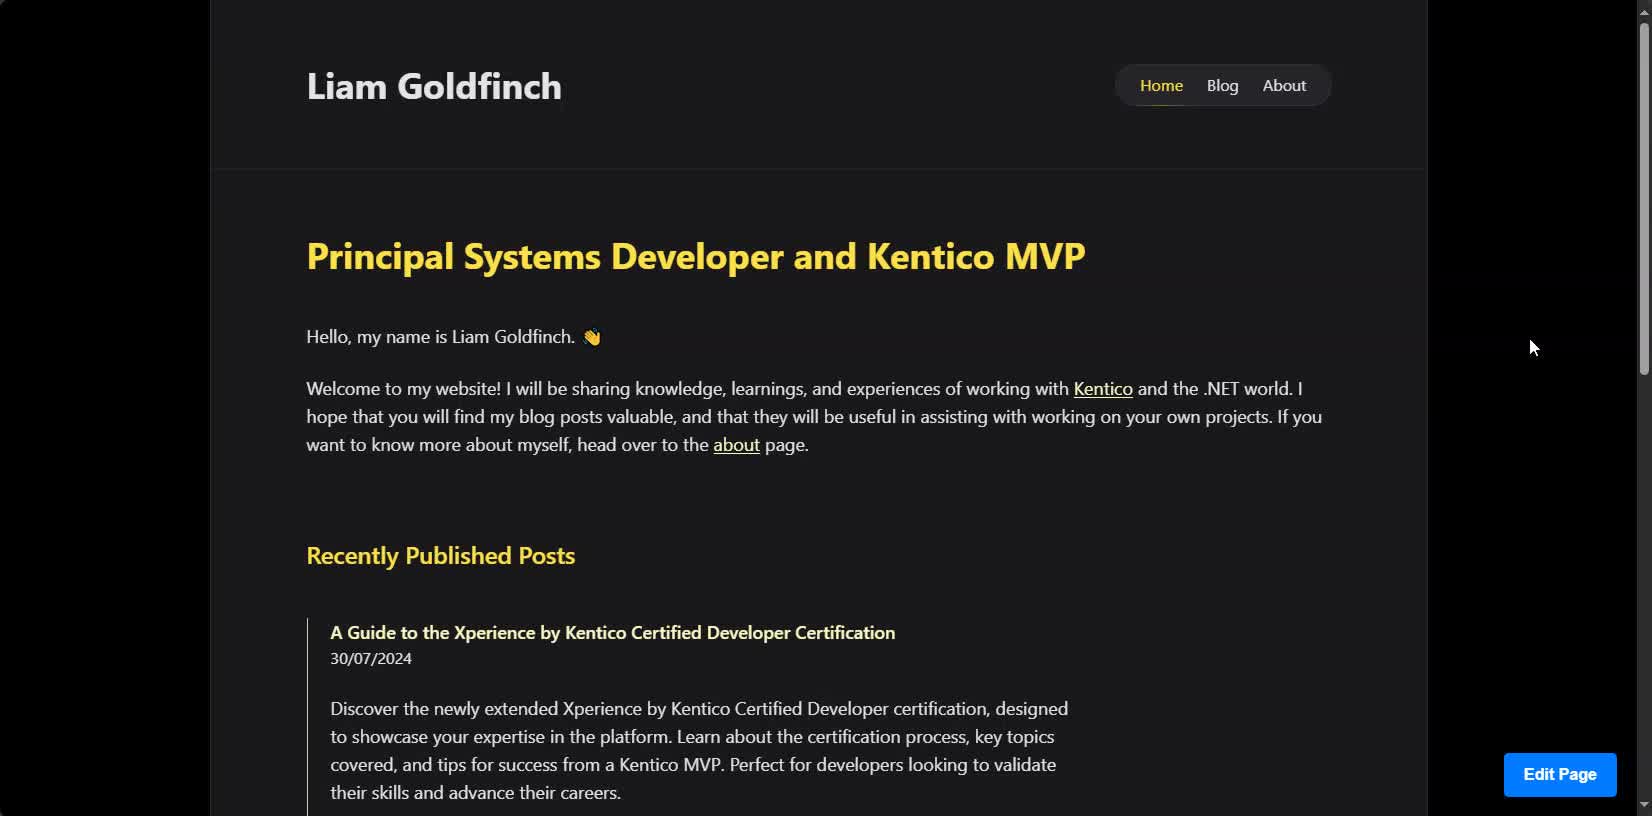 Liam Goldfinch
Home Blog About
Principal Systems Developer and Kentico MVP
Hello, my name is Liam Goldfinch. 👋
Welcome to my website! I will be sharing knowledge, learnings, and experiences of working with Kentico and the .NET world. I
hope that you will find my blog posts valuable, and that they will be useful in assisting with working on your own projects. If you
want to know more about myself, head over to the about page.
Recently Published Posts
A Guide to the Xperience by Kentico Certified Developer Certification
30/07/2024
Discover the newly extended Xperience by Kentico Certified Developer certification, designed
to showcase your expertise in the platform. Learn about the certification process, key topics
covered, and tips for success from a Kentico MVP. Perfect for developers looking to validate
their skills and advance their careers.
Edit Page